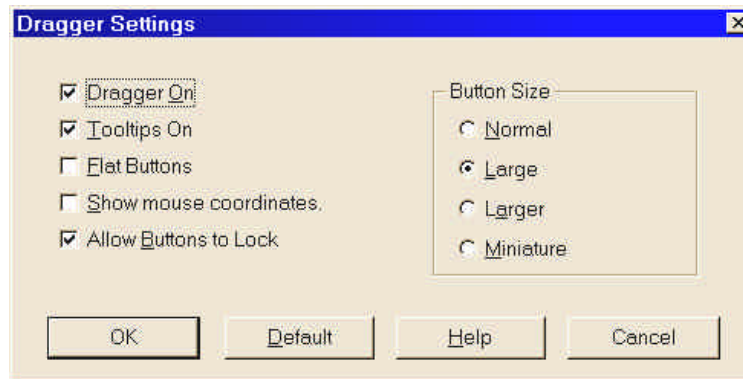 Dragger Settings
Dragger On
Tooltips On
Flat Buttons
Show mouse coordinates.
Allow Buttons to Lock
Button Size
Normal
Large
Larger
Miniature
OK
Default
Help
Cancel